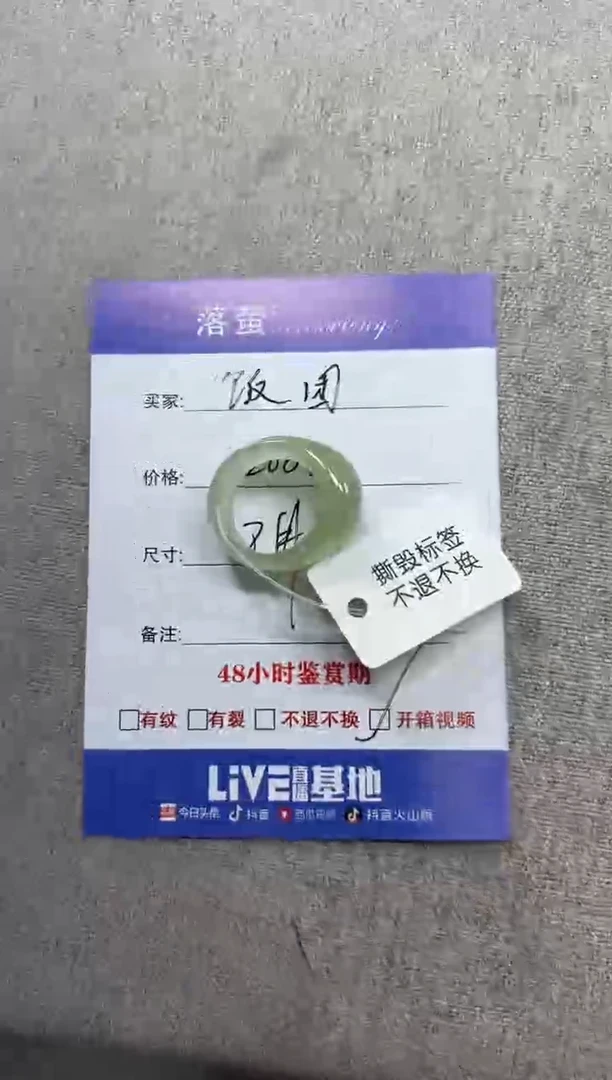 落萤
买家: 饭团
价格: 200
尺寸:
撕毁标签
不退不换
备注:
48小时鉴赏期
有纹 有裂 不退不换 开箱视频
LiVE直播基地
今日头条 抖音 西瓜视频 抖音火山版